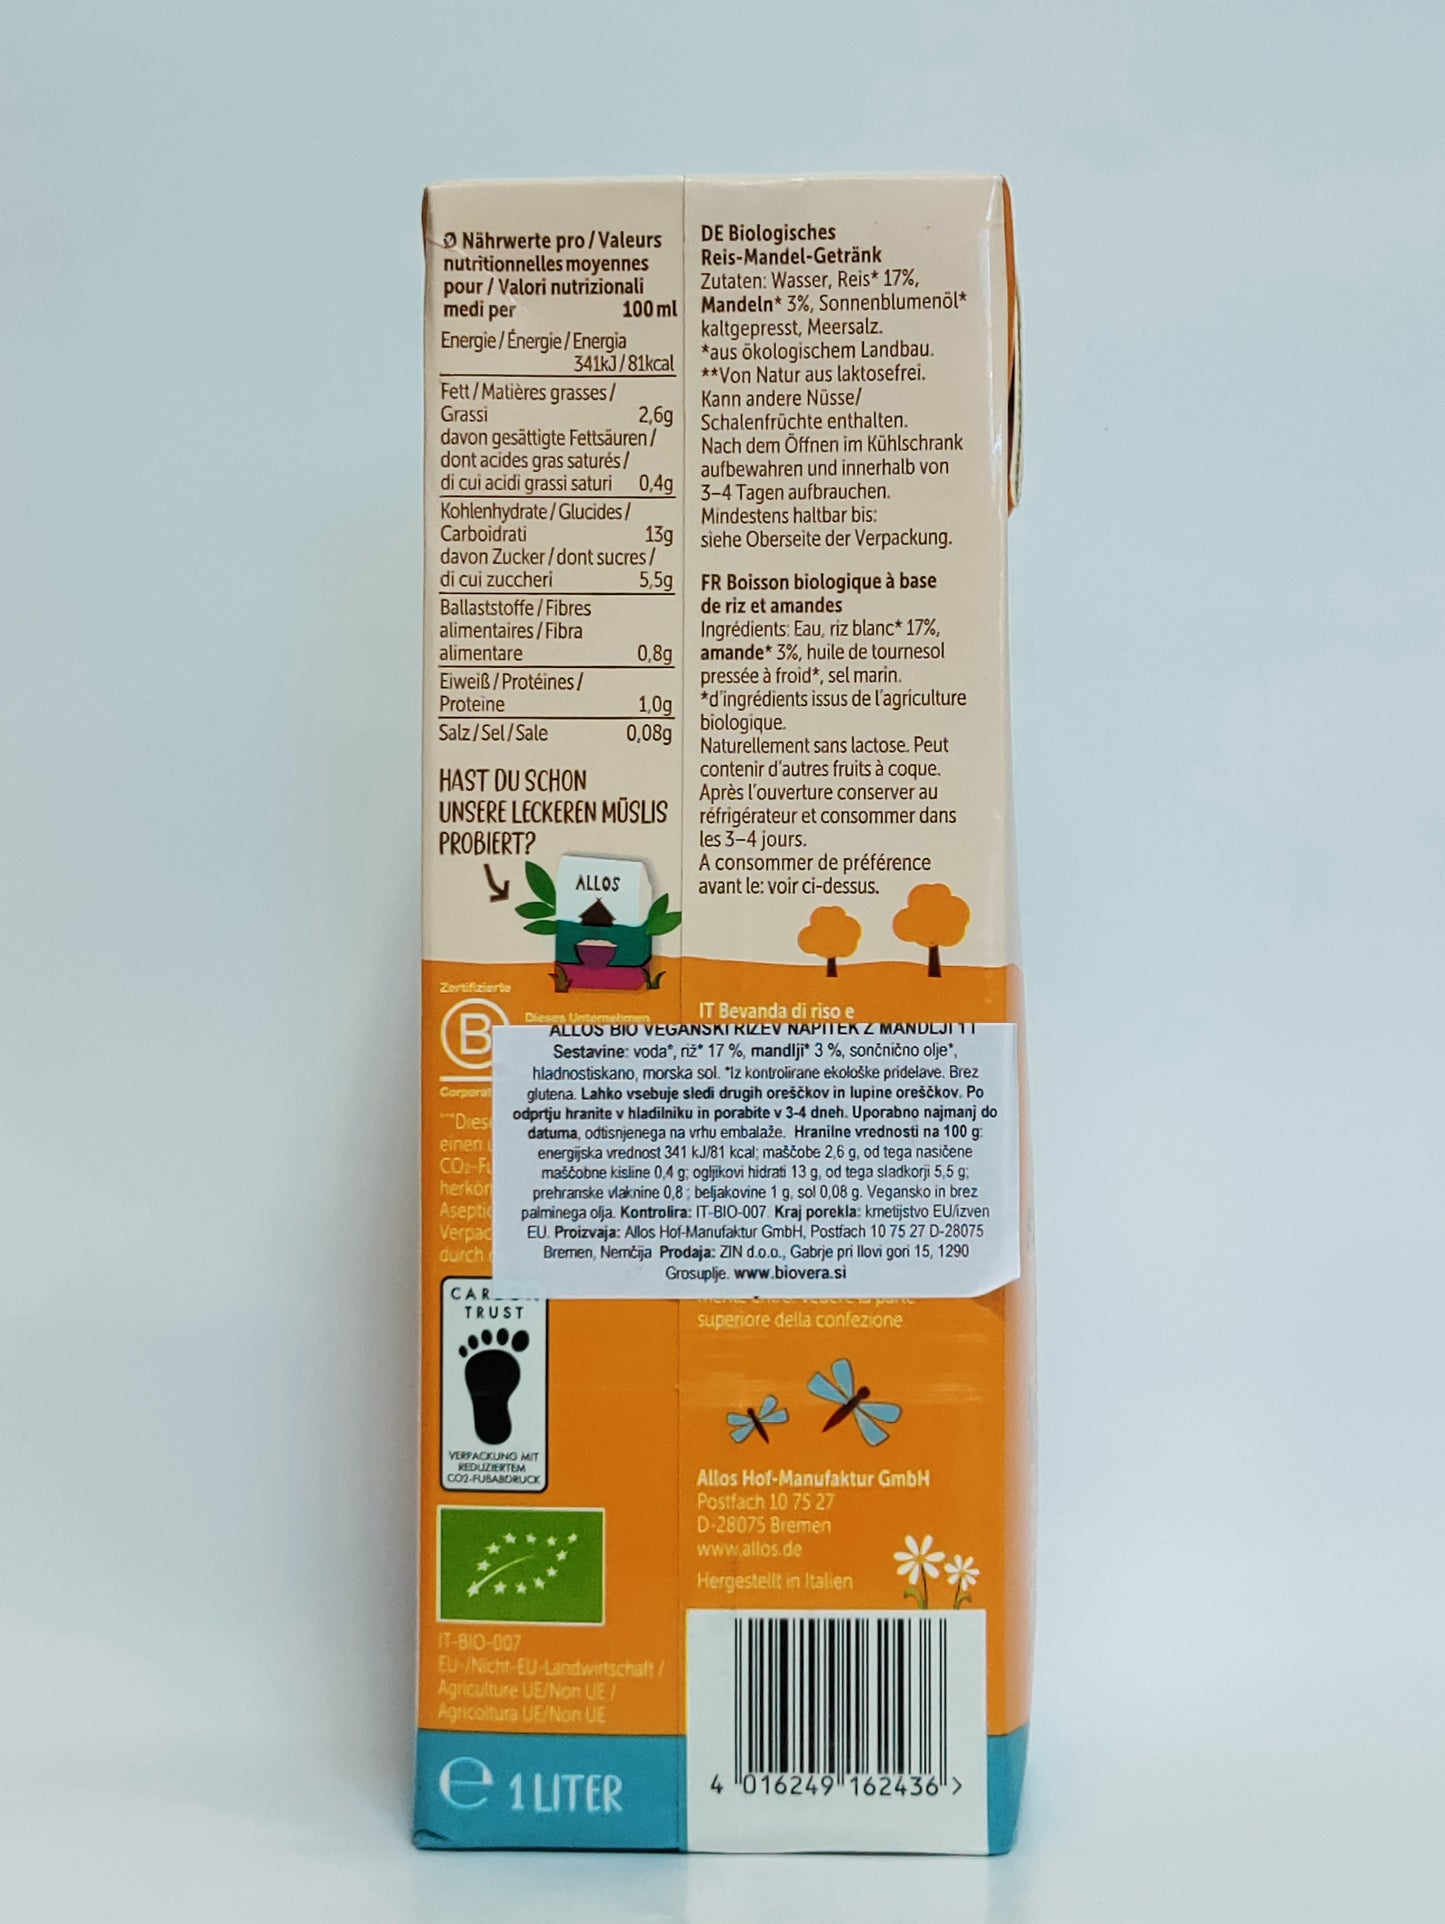 Ø Nährwerte pro / Valeurs
nutritionnelles moyennes
pour / Valori nutrizionali
medi per 100 ml
Energie / Énergie / Energia
341kJ / 81kcal
Fett / Matières grasses /
Grassi 2,6g
davon gesättigte Fettsäuren /
dont acides gras saturés /
di cui acidi grassi saturi 0,4g
Kohlenhydrate / Glucides /
Carboidrati 13g
davon Zucker / dont sucres /
di cui zuccheri 5,5g
Ballaststoffe / Fibres
alimentaires / Fibra
alimentare 0,8g
Eiweiß / Protéines /
Proteine 1,0g
Salz / Sel / Sale 0,08g
HAST DU SCHON
UNSERE LECKEREN MÜSLIS
PROBIERT?
ALLOS
Zertifizierte
B
Dieses Unternehmen
Corporat
einen
herkön
Verpac
durch
CAR
TRUST
VERPACKUNG MIT
REDUZIERTEM
CO2-FUßABDRUCK
IT-BIO-007
EU-/Nicht-EU-Landwirtschaft /
Agriculture UE/Non UE /
Agricoltura UE/Non UE
e 1 LITER
DE Biologisches
Reis-Mandel-Getränk
Zutaten: Wasser, Reis* 17%,
Mandeln* 3%, Sonnenblumenöl*
kaltgepresst, Meersalz.
*aus ökologischem Landbau.
**Von Natur aus laktosefrei.
Kann andere Nüsse/
Schalenfrüchte enthalten.
Nach dem Öffnen im Kühlschrank
aufbewahren und innerhalb von
3–4 Tagen aufbrauchen.
Mindestens haltbar bis:
siehe Oberseite der Verpackung.
FR Boisson biologique à base
de riz et amandes
Ingrédients: Eau, riz blanc* 17%,
amande* 3%, huile de tournesol
pressée à froid*, sel marin.
*d'ingrédients issus de l'agriculture
biologique.
Naturellement sans lactose. Peut
contenir d'autres fruits à coque.
Après l'ouverture conserver au
réfrigérateur et consommer dans
les 3–4 jours.
A consommer de préférence
avant le: voir ci-dessus.
IT Bevanda di riso e
ALLOS BIO VEGANSKI RIŽEV NAPITEK Z MANDLJI 1 l
Sestavine: voda*, riž* 17 %, mandlji* 3 %, sončnično olje*,
hladnostiskano, morska sol. *Iz kontrolirane ekološke pridelave. Brez
glutena. Lahko vsebuje sledi drugih oreščkov in lupine oreščkov. Po
odprtju hranite v hladilniku in porabite v 3-4 dneh. Uporabno najmanj do
datuma, odtisnjenega na vrhu embalaže. Hranilne vrednosti na 100 g:
energijska vrednost 341 kJ/81 kcal; maščobe 2,6 g, od tega nasičene
maščobne kisline 0,4 g; ogljikovi hidrati 13 g, od tega sladkorji 5,5 g;
prehranske vlaknine 0,8 ; beljakovine 1 g, sol 0,08 g. Vegansko in brez
palminega olja. Kontrolira: IT-BIO-007. Kraj porekla: kmetijstvo EU/izven
EU. Proizvaja: Allos Hof-Manufaktur GmbH, Postfach 10 75 27 D-28075
Bremen, Nemčija Prodaja: ZIN d.o.o., Gabrje pri Ilovi gori 15, 1290
Grosuplje. www.biovera.si
superiore della confezione.
Allos Hof-Manufaktur GmbH
Postfach 10 75 27
D-28075 Bremen
www.allos.de
Hergestellt in Italien
4 016249 162436 >